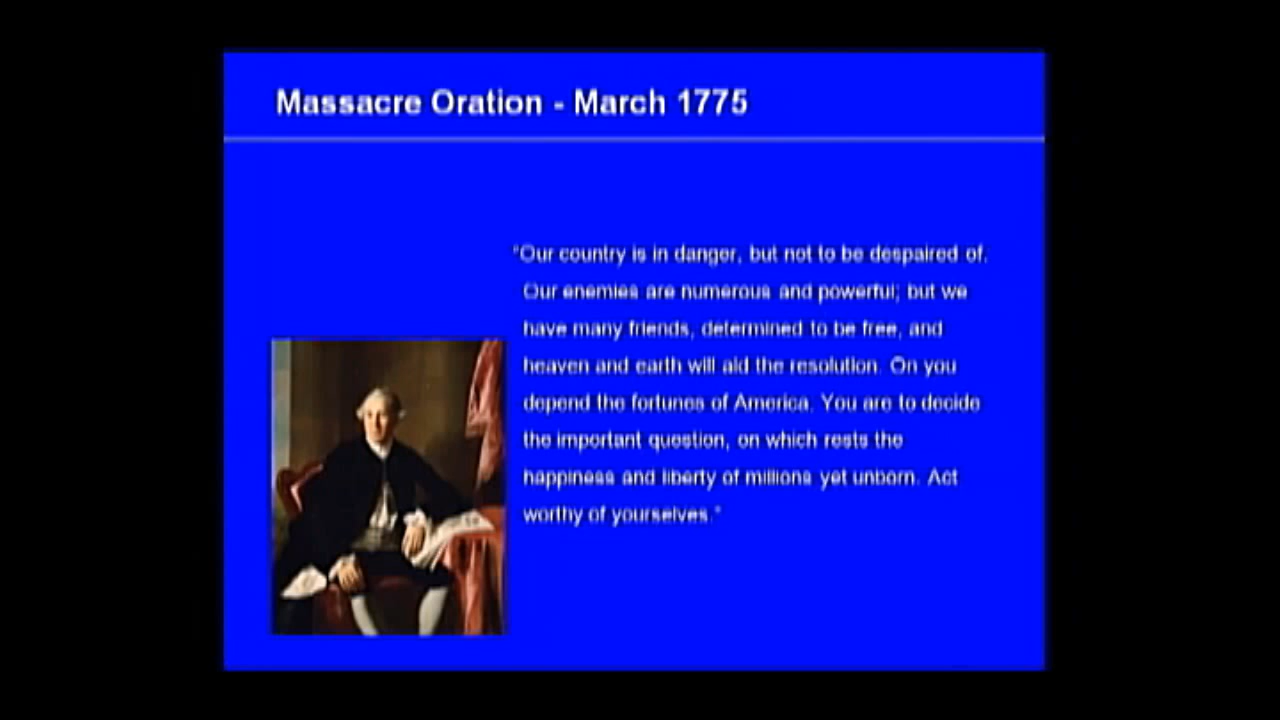 Massacre Oration - March 1775
"Our country is in danger, but not to be despaired of.
Our enemies are numerous and powerful; but we
have many friends, determined to be free, and
heaven and earth will aid the resolution. On you
depend the fortunes of America. You are to decide
the important question, on which rests the
happiness and liberty of millions yet unborn. Act
worthy of yourselves."